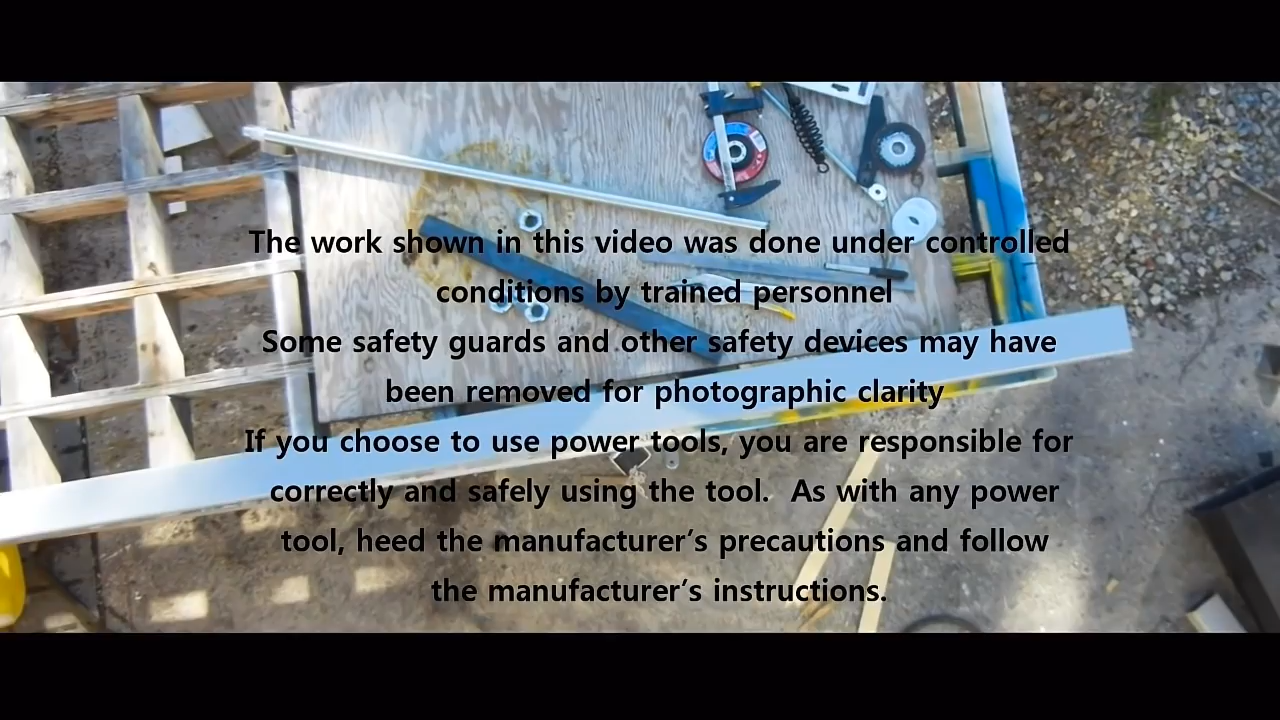 The work shown in this video was done under controlled
conditions by trained personnel
Some safety guards and other safety devices may have
been removed for photographic clarity
If you choose to use power tools, you are responsible for
correctly and safely using the tool.  As with any power
tool, heed the manufacturer’s precautions and follow
the manufacturer’s instructions.